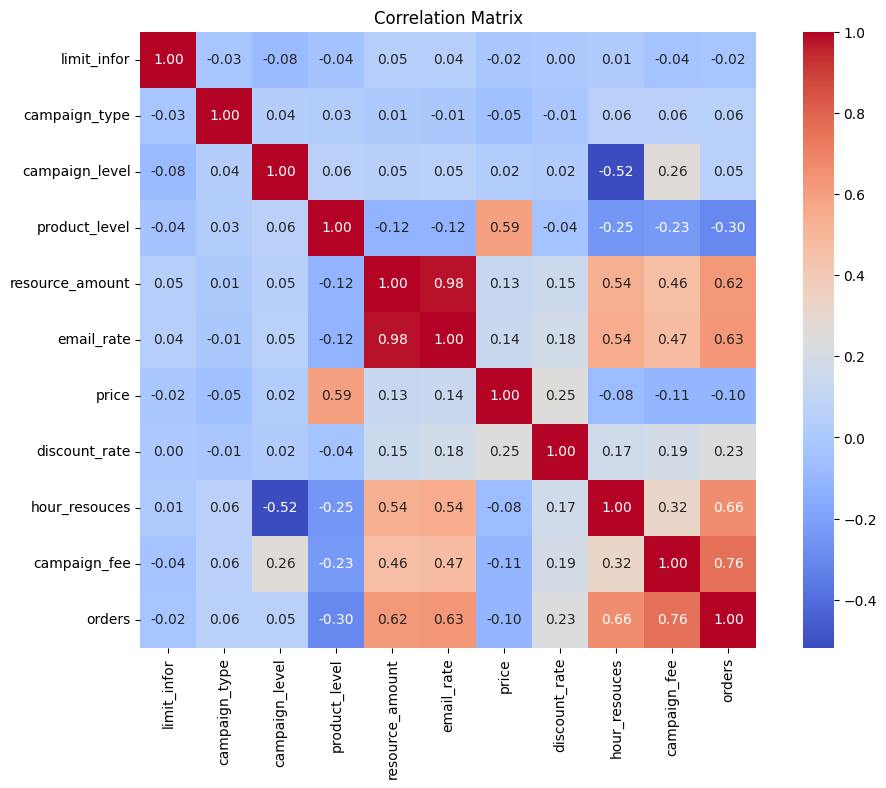 Correlation Matrix
limit_infor 1.00 -0.03 -0.08 -0.04 0.05 0.04 -0.02 0.00 0.01 -0.04 -0.02
campaign_type -0.03 1.00 0.04 0.03 0.01 -0.01 -0.05 -0.01 0.06 0.06 0.06
campaign_level -0.08 0.04 1.00 0.06 0.05 0.05 0.02 0.02 -0.52 0.26 0.05
product_level -0.04 0.03 0.06 1.00 -0.12 -0.12 0.59 -0.04 -0.25 -0.23 -0.30
resource_amount 0.05 0.01 0.05 -0.12 1.00 0.98 0.13 0.15 0.54 0.46 0.62
email_rate 0.04 -0.01 0.05 -0.12 0.98 1.00 0.14 0.18 0.54 0.47 0.63
price -0.02 -0.05 0.02 0.59 0.13 0.14 1.00 0.25 -0.08 -0.11 -0.10
discount_rate 0.00 -0.01 0.02 -0.04 0.15 0.18 0.25 1.00 0.17 0.19 0.23
hour_resouces 0.01 0.06 -0.52 -0.25 0.54 0.54 -0.08 0.17 1.00 0.32 0.66
campaign_fee -0.04 0.06 0.26 -0.23 0.46 0.47 -0.11 0.19 0.32 1.00 0.76
orders -0.02 0.06 0.05 -0.30 0.62 0.63 -0.10 0.23 0.66 0.76 1.00
limit_infor
campaign_type
campaign_level
product_level
resource_amount
email_rate
price
discount_rate
hour_resouces
campaign_fee
orders
1.0
0.8
0.6
0.4
0.2
0.0
−0.2
−0.4